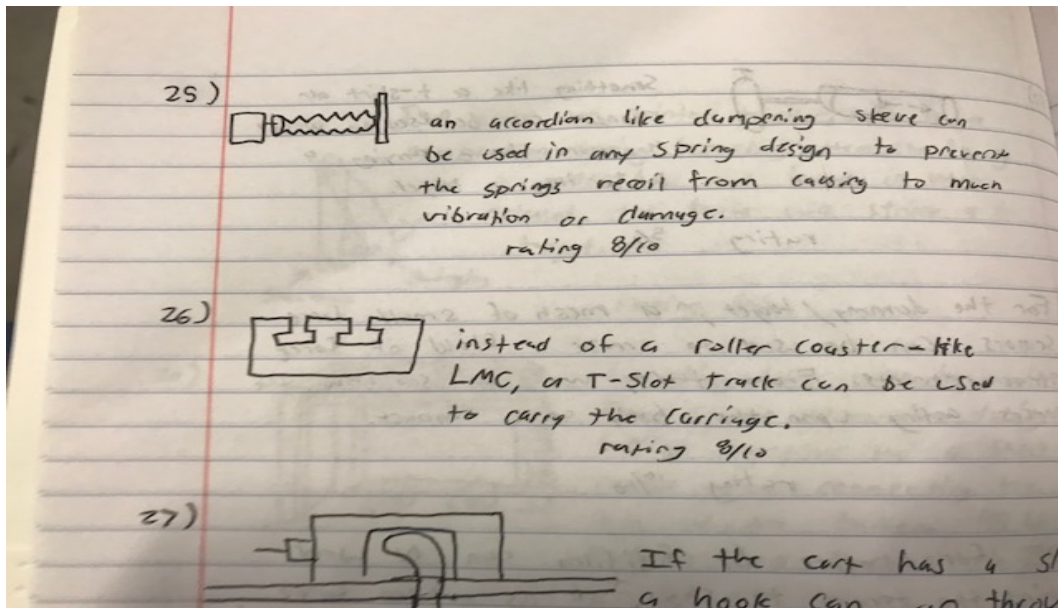 25)
an accordian like dampening sleeve can
be used in any spring design to prevent
the springs recoil from causing to much
vibration or damage.
rating 8/10
26)
instead of a roller coaster-like
LMC, a T-Slot track can be used
to carry the carriage.
rating 8/10
27)
If the cart has a
a hook can go